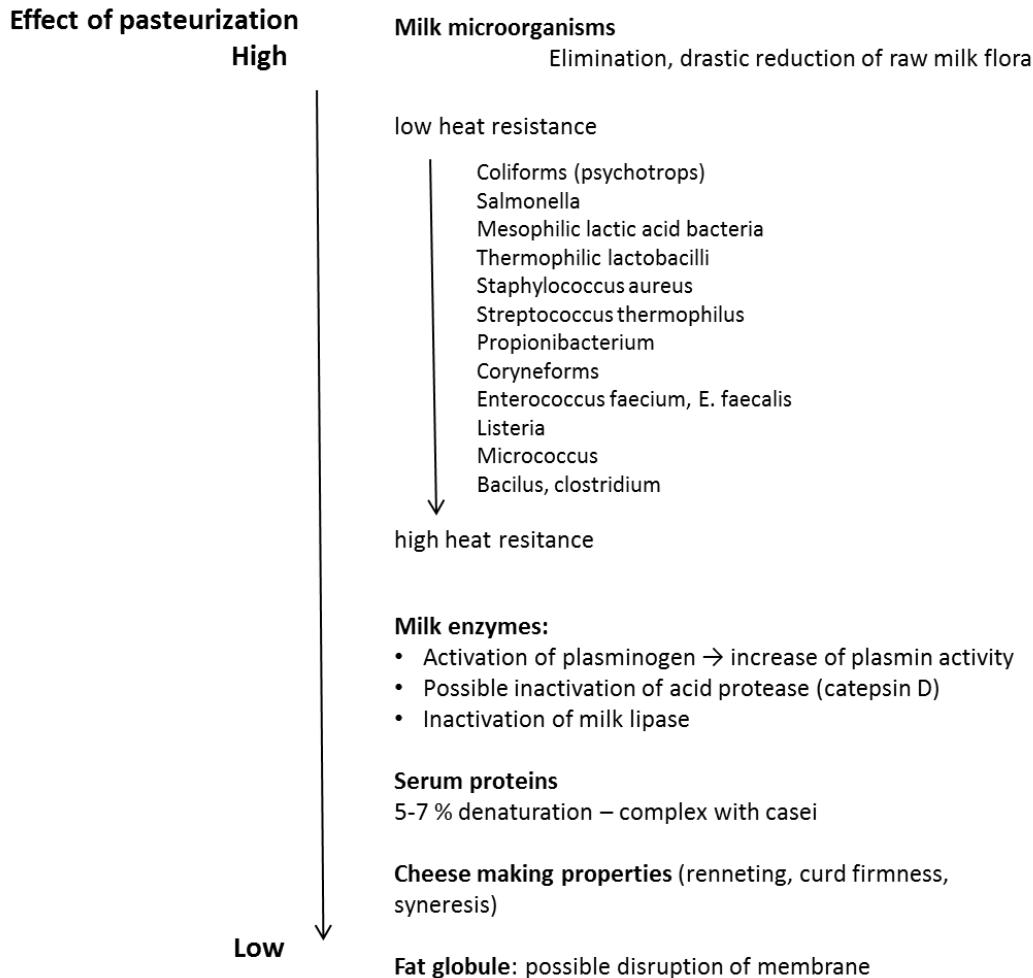 Effect of pasteurization
High
Milk microorganisms
Elimination, drastic reduction of raw milk flora
low heat resistance
Coliforms (psychotrops)
Salmonella
Mesophilic lactic acid bacteria
Thermophilic lactobacilli
Staphylococcus aureus
Streptococcus thermophilus
Propionibacterium
Coryneforms
Enterococcus faecium, E. faecalis
Listeria
Micrococcus
Bacilus, clostridium
high heat resitance
Milk enzymes:
• Activation of plasminogen → increase of plasmin activity
• Possible inactivation of acid protease (catepsin D)
• Inactivation of milk lipase
Serum proteins
5-7 % denaturation – complex with casei
Cheese making properties (renneting, curd firmness,
syneresis)
Low
Fat globule: possible disruption of membrane